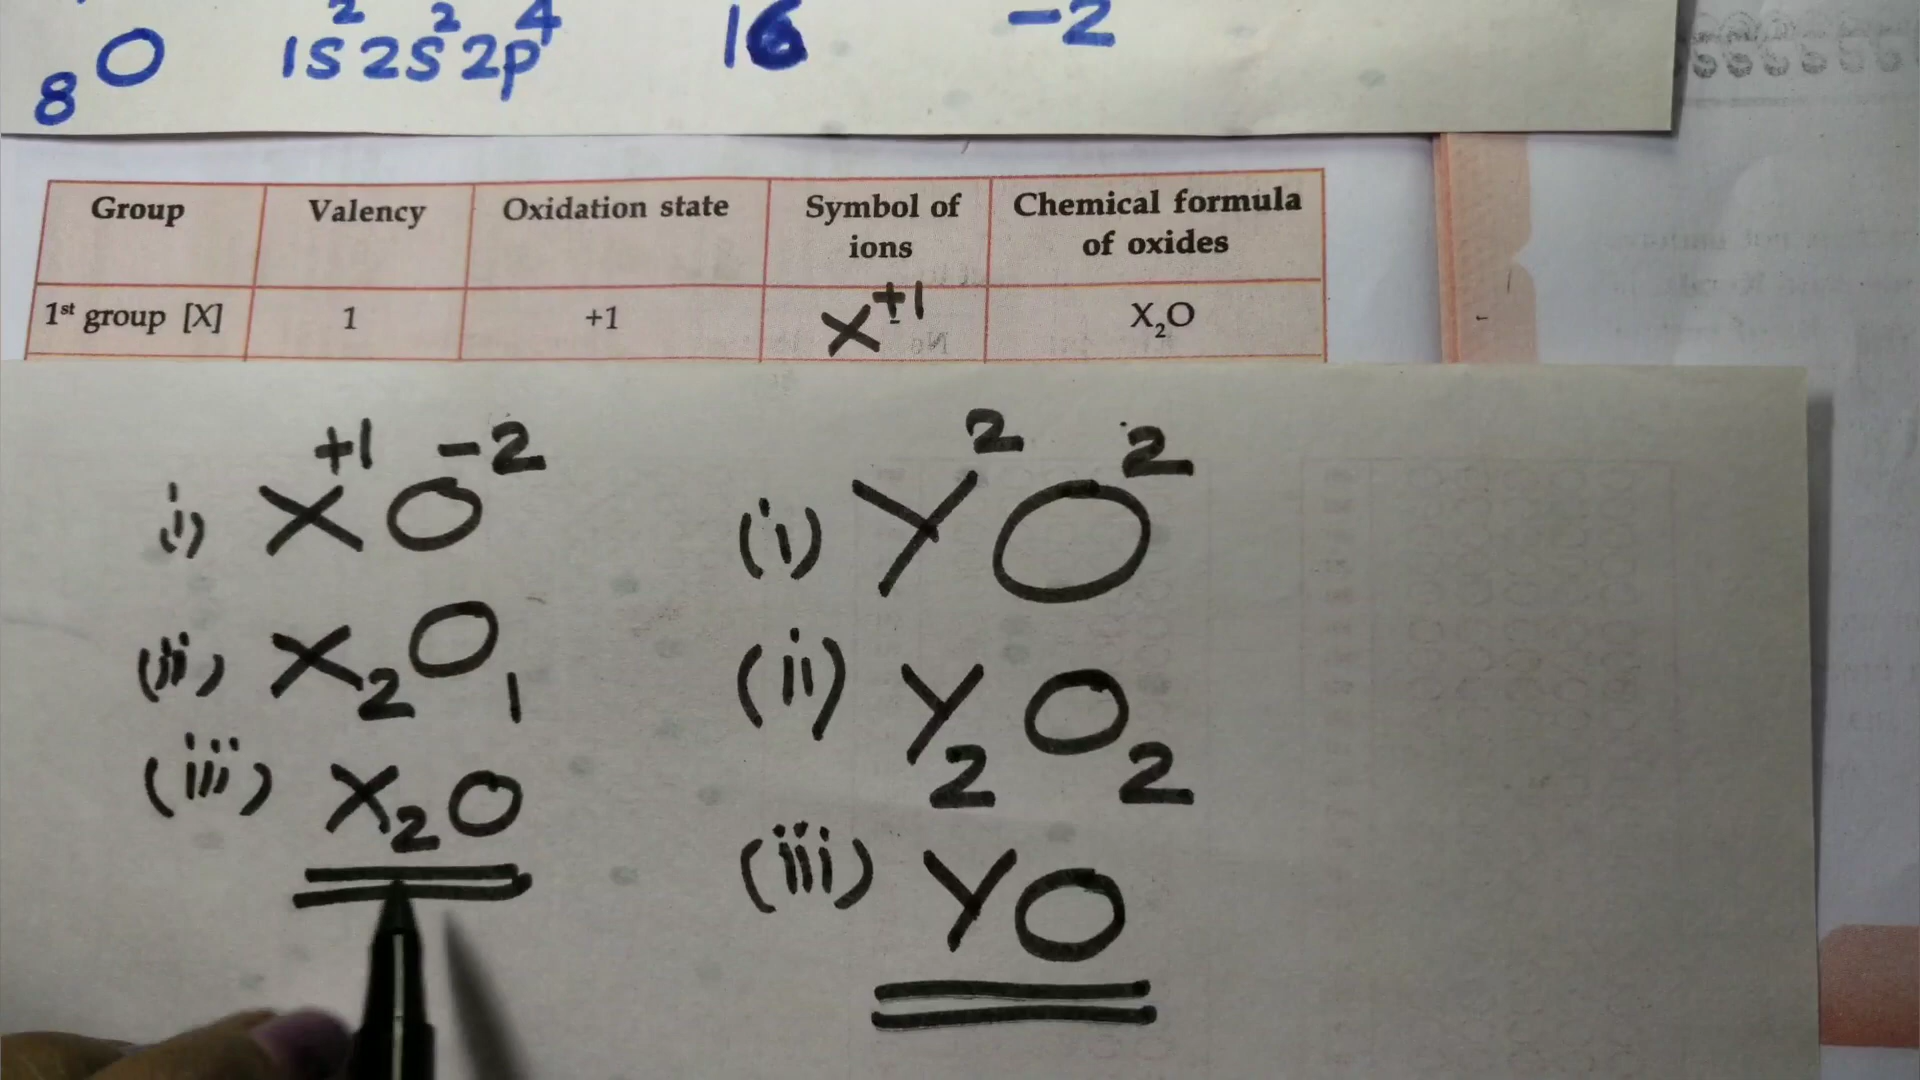 ₈O 1s² 2s² 2p⁴ 16 -2
Group Valency Oxidation state Symbol of ions Chemical formula of oxides
1st group [X] 1 +1 X⁺¹ X₂O
i) X⁺¹ O⁻²
(ii) X₂O₁
(iii) X₂O
(i) Y² O²
(ii) Y₂O₂
(iii) YO